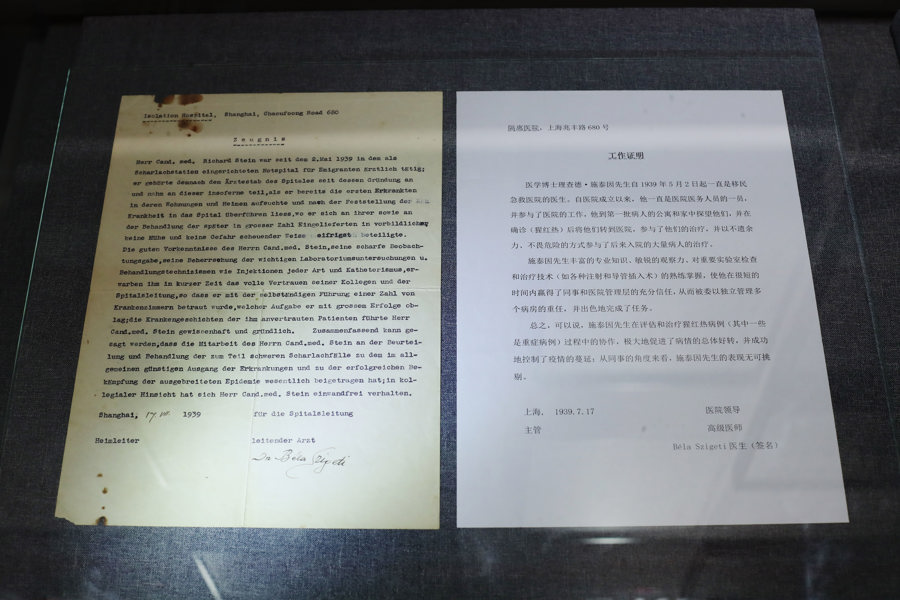 Isolation Hospital, Shanghai, Chaoufoong Road 680
Zeugnis
Herr Cand. med. Richard Stein war seit dem 2.Mai 1939 in dem als
Scharlachstation eingerichteten Hotspital für Emigranten ärztlich tätig;
er gehörte demnach dem Ärztestab des Spitales seit dessen Gründung an
und nahm an dieser insoferne teil,als er bereits die ersten Erkrankten
in deren Wohnungen und Heimen aufsuchte und nach der Feststellung der
Krankheit in das Spital überführen liess,wo er sich an ihrer sowie an
der Behandlung der später in grosser Zahl Eingelieferten in vorbildlicher,
keine Mühe und keine Gefahr scheuender Weise eifrigst beteiligte.
Die guten Vorkenntnisse des Herrn Cand.med. Stein,seine scharfe Beobach-
tungsgabe,seine Beherrschung der wichtigen Laboratoriumsuntersuchungen u.
Behandlungstechnismen wie Injektionen jeder Art und Katheterismus,er-
warben ihm in kurzer Zeit das volle Vertrauen seiner Kollegen und der
Spitalsleitung,so dass er mit der selbständigen Führung einer Zahl von
Krankenzimmern betraut wurde,welcher Aufgabe er mit grossem Erfolge ob-
lag;die Krankengeschichten der ihm anvertrauten Patienten führte Herr
Cand.med. Stein gewissenhaft und gründlich. Zusammenfassend kann ge-
sagt werden,dass die Mitarbeit des Herrn Cand.med. Stein an der Beurtei-
lung und Behandlung der zum Teil schweren Scharlachfälle zu dem im all-
gemeinen günstigen Ausgang der Erkrankungen und zu der erfolgreichen Be-
kämpfung der ausgebreiteten Epidemie wesentlich beigetragen hat;in kol-
legialer Hinsicht hat sich Herr Cand.med. Stein einwandfrei verhalten.
Shanghai, 17. VII. 1939 für die Spitalsleitung
Heimleiter leitender Arzt
Dr Béla Szigeti
隔离医院，上海兆丰路 680 号
工作证明
医学博士理查德·施泰因先生自 1939 年 5 月 2 日起一直是移民
急救医院的医生。自医院成立以来，他一直是医院医务人员的一员，
并参与了医院的工作，他到第一批病人的公寓和家中探望他们，并在
确诊（猩红热）后将他们转到医院，参与了他们的治疗，并以不遗余
力、不畏危险的方式参与了后来入院的大量病人的治疗。
施泰因先生丰富的专业知识、敏锐的观察力、对重要实验室检查
和治疗技术（如各种注射和导管插入术）的熟练掌握，使他在很短的
时间内赢得了同事和医院管理层的充分信任，从而被委以独立管理多
个病房的重任，并出色地完成了任务。
总之，可以说，施泰因先生在评估和治疗猩红热病例（其中一些
是重症病例）过程中的协作，极大地促进了病情的总体好转，并成功
地控制了疫情的蔓延；从同事的角度来看，施泰因先生的表现无可挑
剔。
上海， 1939.7.17 医院领导
主管 高级医师
Béla Szigeti 医生（签名）